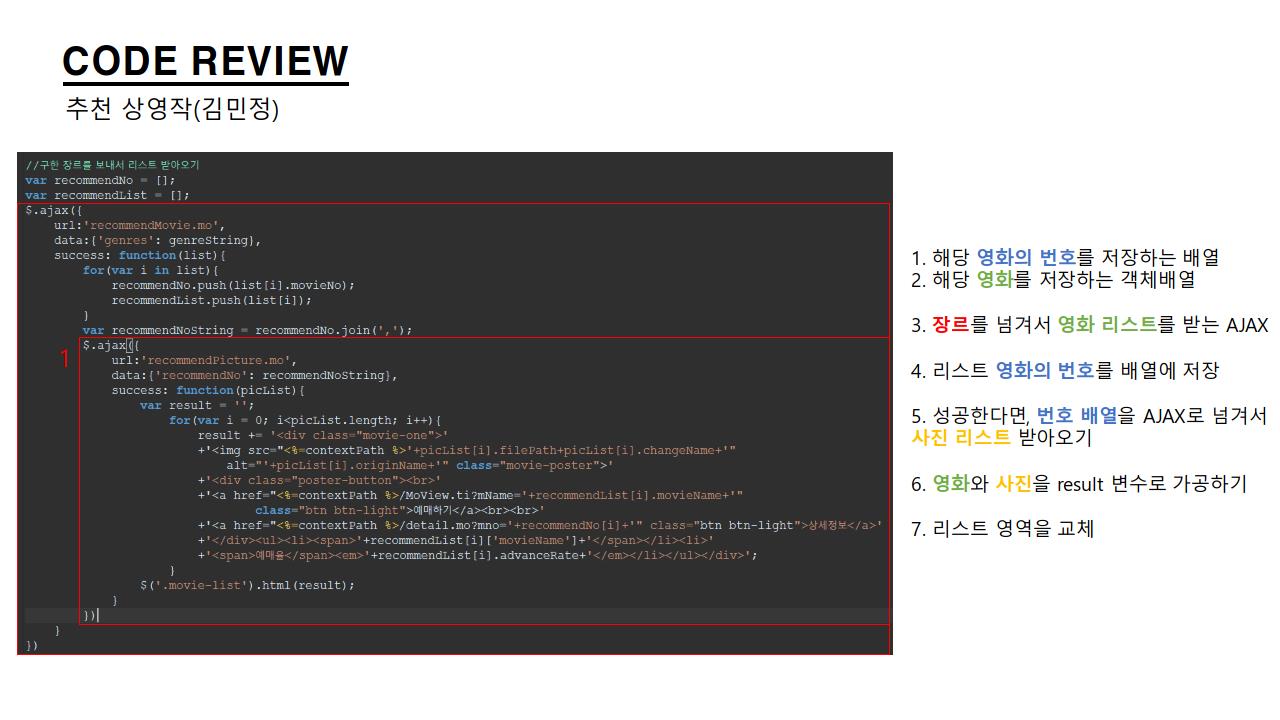 CODE REVIEW
추천 상영작(김민정)
//구한 장르를 보내서 리스트 받아오기
var recommendNo = [];
var recommendList = [];
$.ajax({
url:'recommendMovie.mo',
data:{'genres': genreString},
success: function(list){
for(var i in list){
recommendNo.push(list[i].movieNo);
recommendList.push(list[i]);
}
var recommendNoString = recommendNo.join(',');
1
$.ajax({
url:'recommendPicture.mo',
data:{'recommendNo': recommendNoString},
success: function(picList){
var result = '';
for(var i = 0; i<picList.length; i++){
result += '<div class="movie-one">'
+'<img src="<%=contextPath %>'+picList[i].filePath+picList[i].changeName+'"
alt="'+picList[i].originName+'" class="movie-poster">'
+'<div class="poster-button"><br>'
+'<a href="<%=contextPath %>/MoView.ti?mName='+recommendList[i].movieName+'"
class="btn btn-light">예매하기</a><br><br>'
+'<a href="<%=contextPath %>/detail.mo?mno='+recommendNo[i]+'" class="btn btn-light">상세정보</a>'
+'</div><ul><li><span>'+recommendList[i]['movieName']+'</span></li><li>'
+'<span>예매율</span><em>'+recommendList[i].advanceRate+'</em></li></ul></div>';
}
$('.movie-list').html(result);
}
})
}
})
1. 해당 영화의 번호를 저장하는 배열
2. 해당 영화를 저장하는 객체배열
3. 장르를 넘겨서 영화 리스트를 받는 AJAX
4. 리스트 영화의 번호를 배열에 저장
5. 성공한다면, 번호 배열을 AJAX로 넘겨서
사진 리스트 받아오기
6. 영화와 사진을 result 변수로 가공하기
7. 리스트 영역을 교체